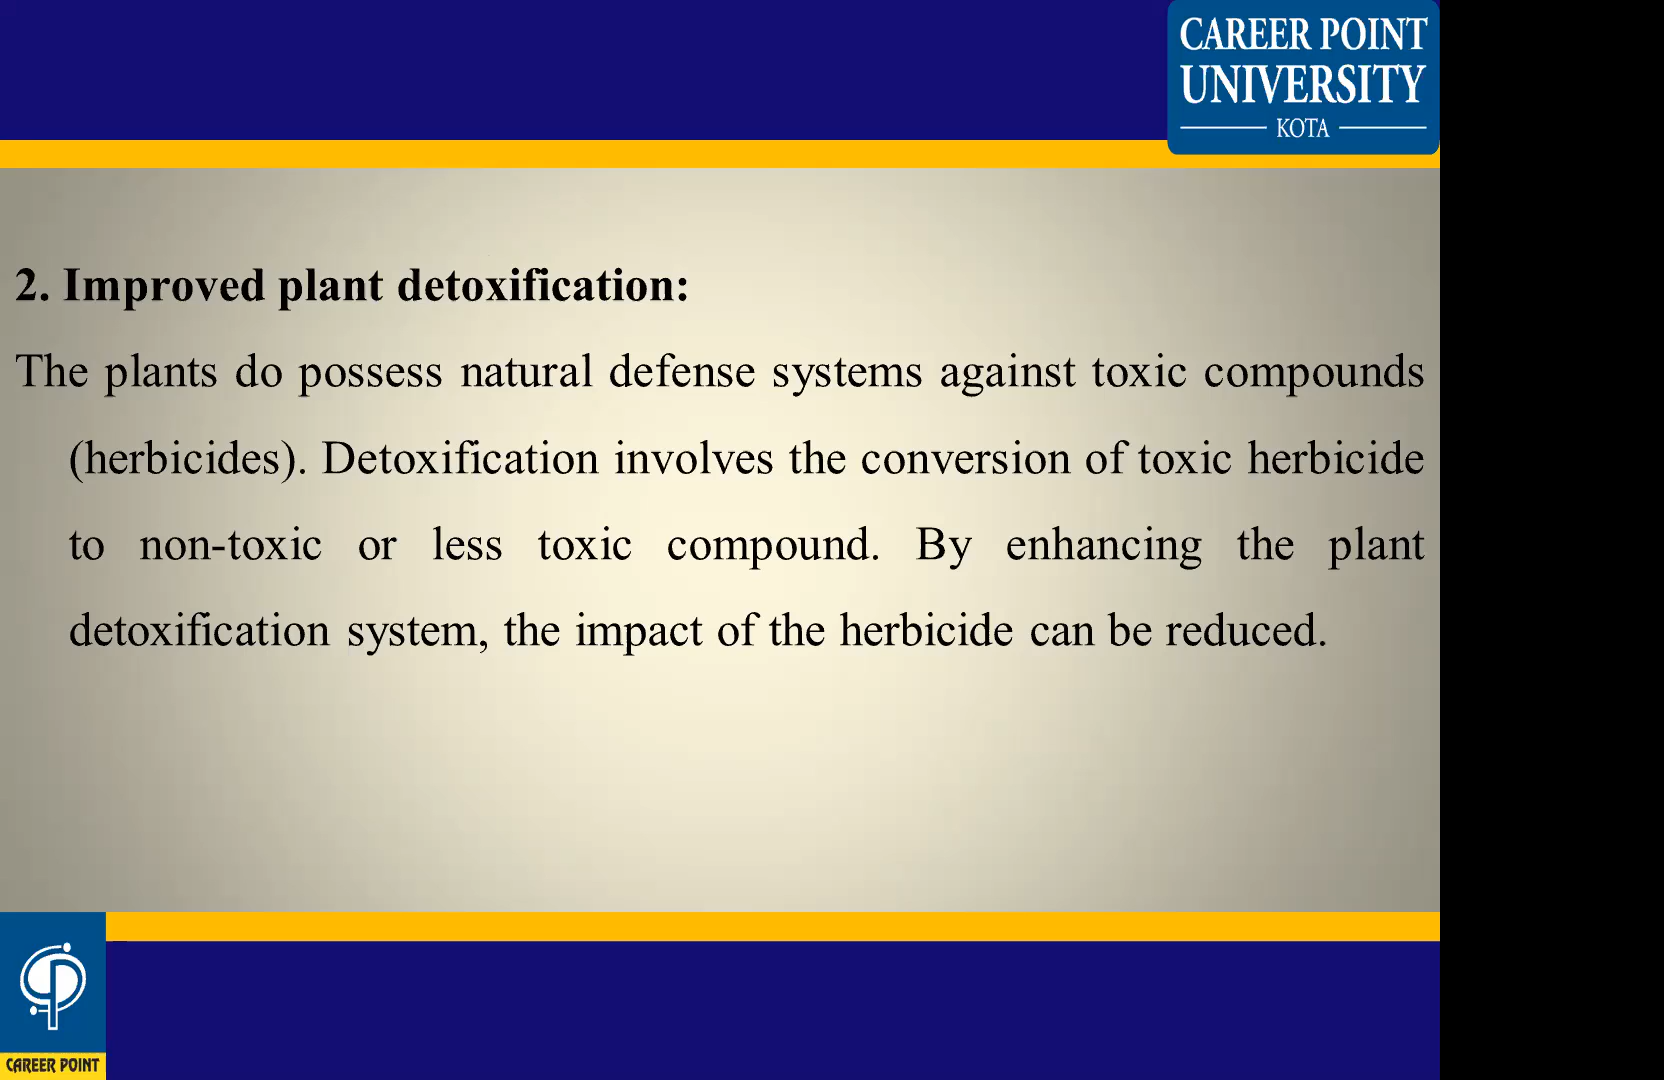 CAREER POINT
UNIVERSITY
KOTA
2. Improved plant detoxification:
The plants do possess natural defense systems against toxic compounds
(herbicides). Detoxification involves the conversion of toxic herbicide
to non-toxic or less toxic compound. By enhancing the plant
detoxification system, the impact of the herbicide can be reduced.
CAREER POINT